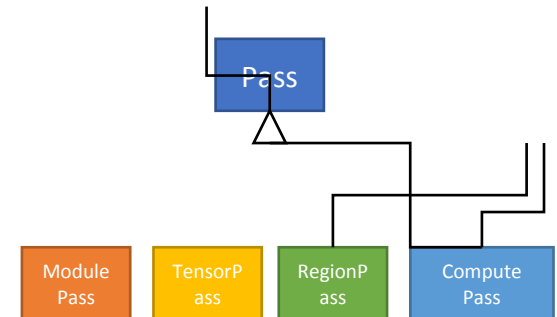 Pass
Module
Pass
TensorP
ass
RegionP
ass
Compute
Pass